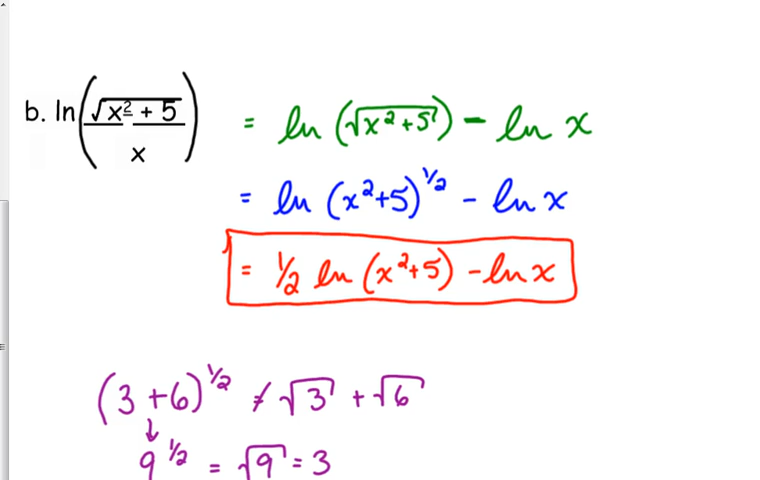 b. ln(√(x² + 5) / x) = ln(√(x²+5)) - ln x
= ln(x²+5)^(1/2) - ln x
= 1/2 ln(x²+5) - ln x
(3+6)^(1/2) ≠ √3 + √6
↓
9^(1/2) = √9 = 3